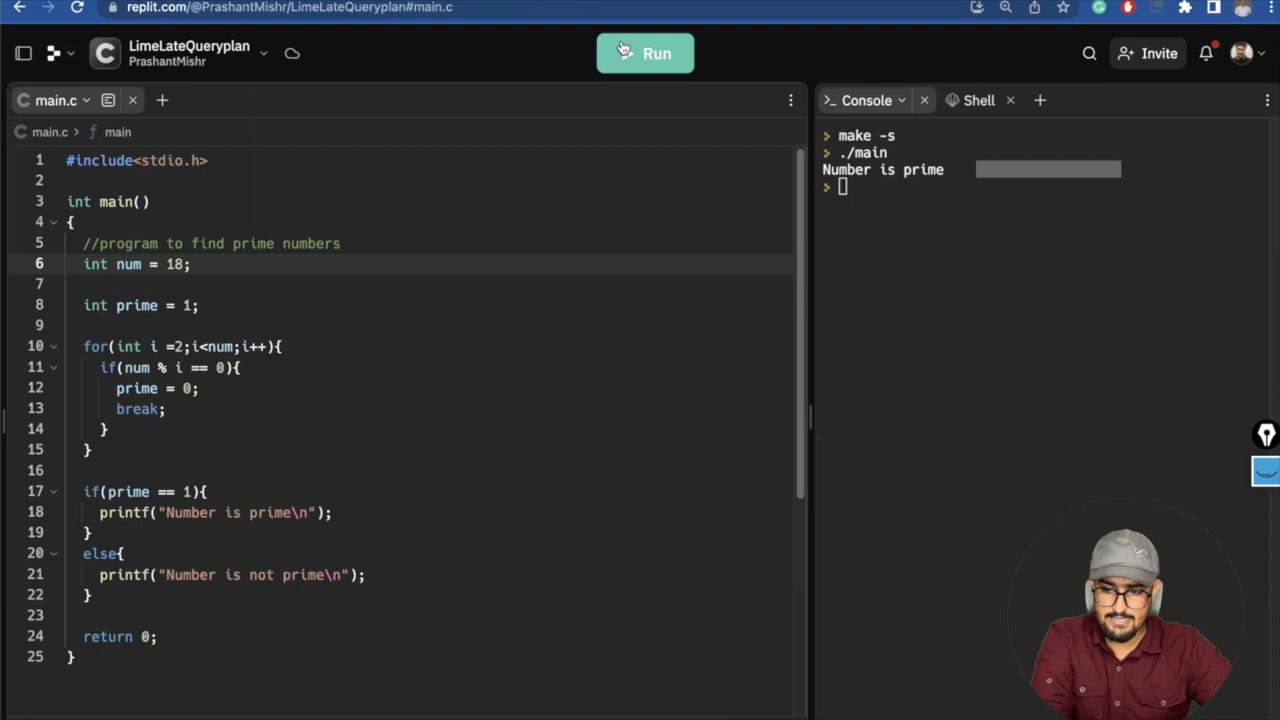 replit.com/@PrashantMishr/LimeLateQueryplan#main.c
LimeLateQueryplan
PrashantMishr
Run
Invite
main.c
main.c > f main
1 #include<stdio.h>
2
3 int main()
4 {
5 //program to find prime numbers
6 int num = 18;
7
8 int prime = 1;
9
10 for(int i =2;i<num;i++){
11 if(num % i == 0){
12 prime = 0;
13 break;
14 }
15 }
16
17 if(prime == 1){
18 printf("Number is prime\n");
19 }
20 else{
21 printf("Number is not prime\n");
22 }
23
24 return 0;
25 }
Console
Shell
make -s
./main
Number is prime